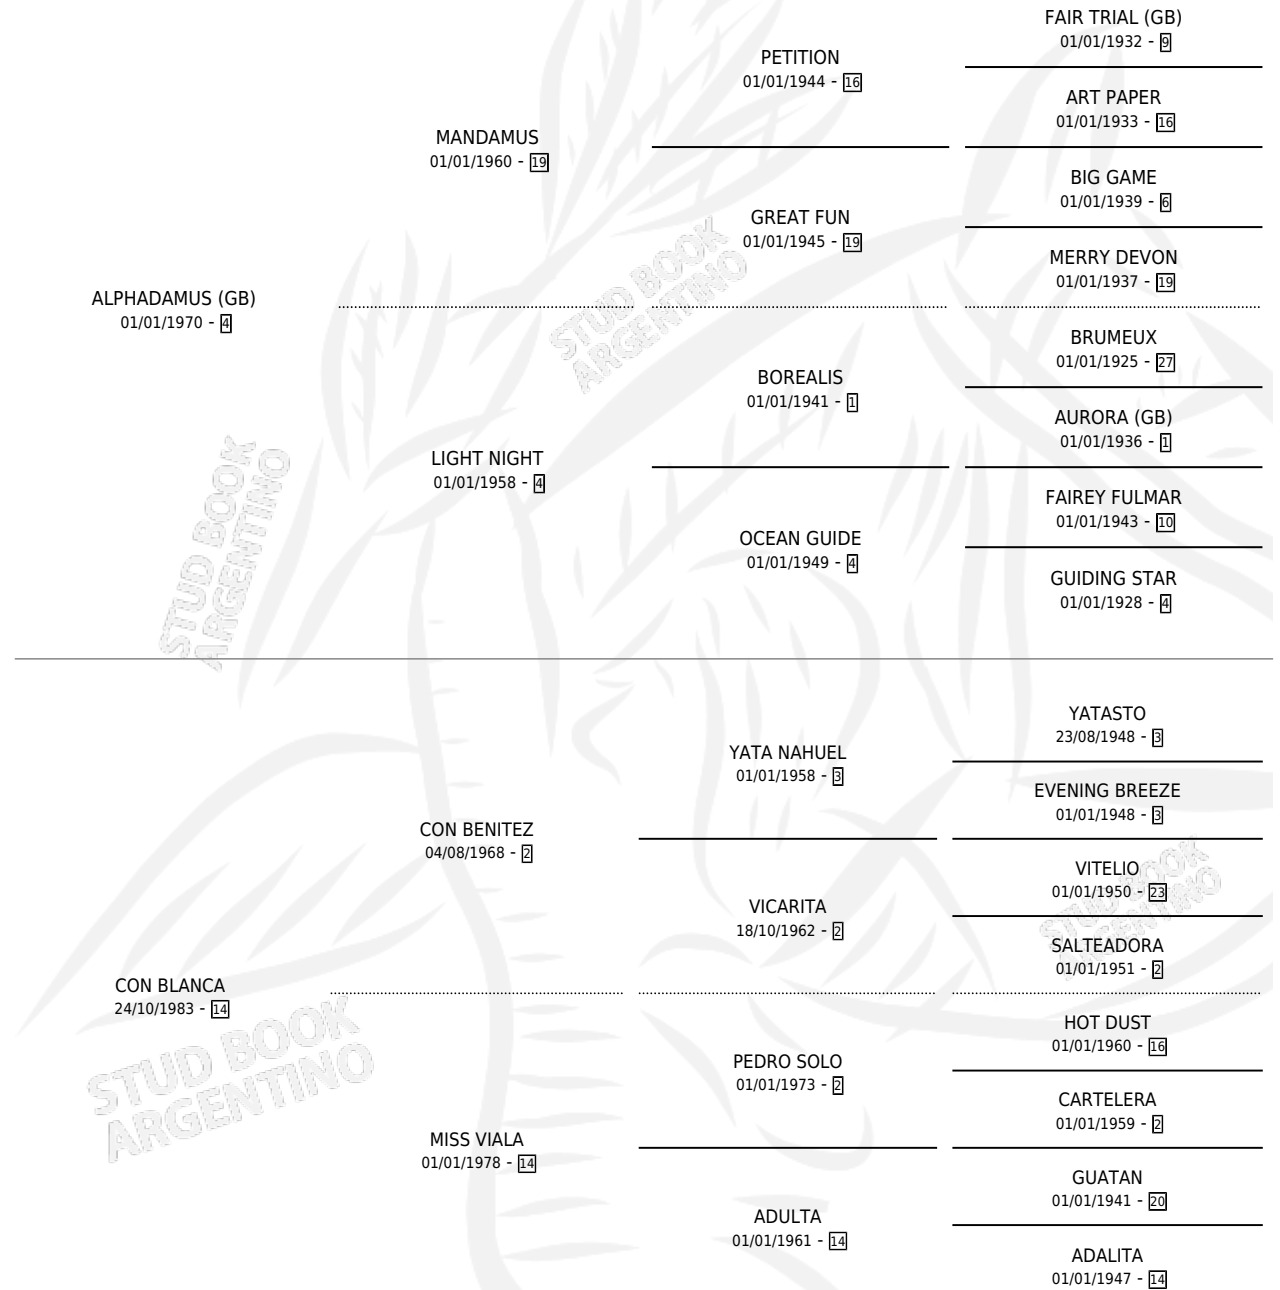 FAIR TRIAL (GB)
01/01/1932 - 9
PETITION
01/01/1944 - 16
ART PAPER
01/01/1933 - 16
MANDAMUS
01/01/1960 - 19
BIG GAME
01/01/1939 - 6
GREAT FUN
01/01/1945 - 19
MERRY DEVON
01/01/1937 - 19
ALPHADAMUS (GB)
01/01/1970 - 4
STUD BOOK
ARGENTINO
BRUMEUX
01/01/1925 - 27
BOREALIS
01/01/1941 - 1
AURORA (GB)
01/01/1936 - 1
LIGHT NIGHT
01/01/1958 - 4
FAIREY FULMAR
01/01/1943 - 10
OCEAN GUIDE
01/01/1949 - 4
GUIDING STAR
01/01/1928 - 4
STUD BOOK
ARGENTINO
YATASTO
23/08/1948 - 3
YATA NAHUEL
01/01/1958 - 3
EVENING BREEZE
01/01/1948 - 3
CON BENITEZ
04/08/1968 - 2
VITELIO
01/01/1950 - 23
VICARITA
18/10/1962 - 2
SALTEADORA
01/01/1951 - 2
STUD BOOK
ARGENTINO
CON BLANCA
24/10/1983 - 14
HOT DUST
01/01/1960 - 16
PEDRO SOLO
01/01/1973 - 2
CARTELERA
01/01/1959 - 2
STUD BOOK
ARGENTINO
MISS VIALA
01/01/1978 - 14
GUATAN
01/01/1941 - 20
ADULTA
01/01/1961 - 14
ADALITA
01/01/1947 - 14